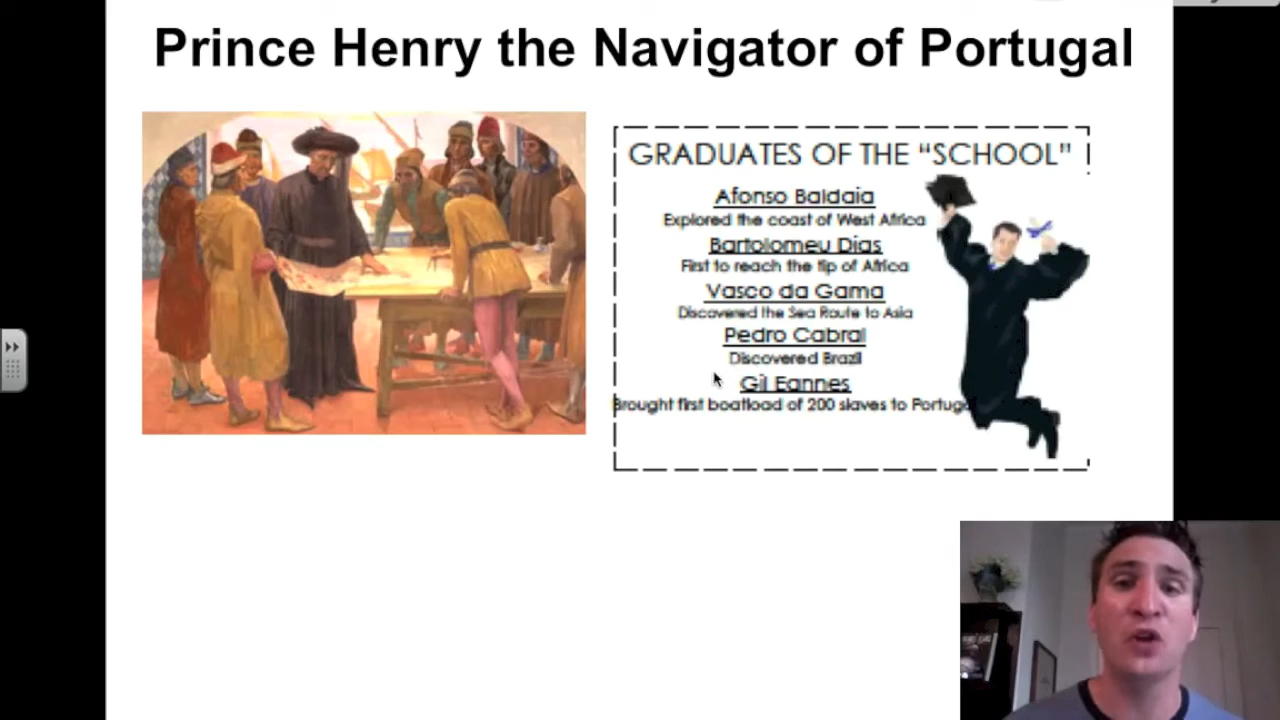 Prince Henry the Navigator of Portugal
GRADUATES OF THE “SCHOOL”
Afonso Baldaia
Explored the coast of West Africa
Bartolomeu Dias
First to reach the tip of Africa
Vasco da Gama
Discovered the Sea Route to Asia
Pedro Cabral
Discovered Brazil
Gil Eannes
Brought first boatload of 200 slaves to Portugal